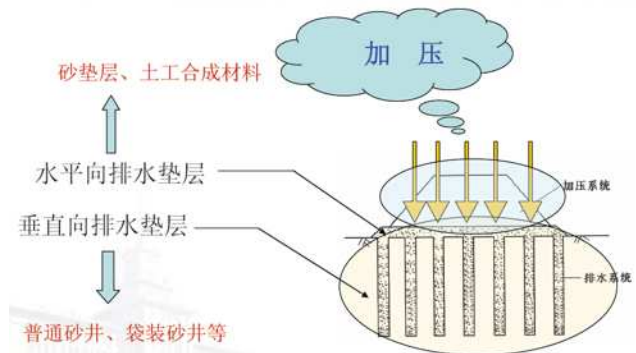 加 压
砂垫层、土工合成材料
水平向排水垫层
加压系统
垂直向排水垫层
排水系统
普通砂井、袋装砂井等